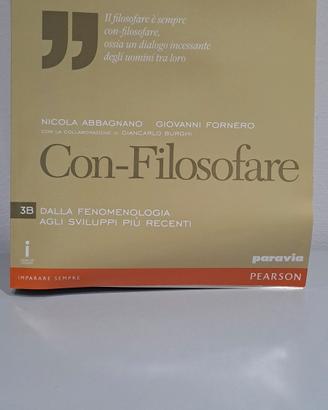 Il filosofare è sempre
con-filosofare,
ossia un dialogo incessante
degli uomini tra loro
NICOLA ABBAGNANO GIOVANNI FORNERO
CON LA COLLABORAZIONE DI GIANCARLO BURGHI
Con-Filosofare
3B DALLA FENOMENOLOGIA
AGLI SVILUPPI PIÙ RECENTI
paravia
IMPARARE SEMPRE
PEARSON